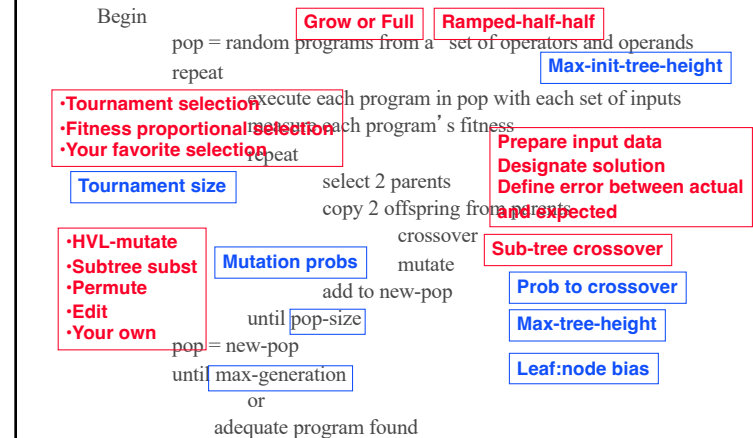 Begin
Grow or Full
Ramped-half-half
pop = random programs from a set of operators and operands
repeat
Max-init-tree-height
•Tournament selection
•Fitness proportional selection
•Your favorite selection
execute each program in pop with each set of inputs
measure each program's fitness
repeat
Prepare input data
Designate solution
Define error between actual
and expected
Tournament size
select 2 parents
copy 2 offspring from parents
crossover
Sub-tree crossover
•HVL-mutate
•Subtree subst
•Permute
•Edit
•Your own
Mutation probs
mutate
Prob to crossover
add to new-pop
Max-tree-height
until pop-size
pop = new-pop
Leaf:node bias
until max-generation
or
adequate program found